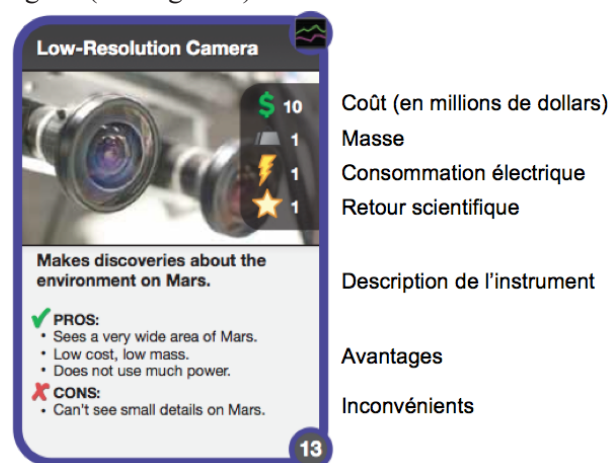 Low-Resolution Camera
$ 10
1
1
1
Coût (en millions de dollars)
Masse
Consommation électrique
Retour scientifique
Makes discoveries about the
environment on Mars.
Description de l'instrument
PROS:
• Sees a very wide area of Mars.
• Low cost, low mass.
• Does not use much power.
Avantages
CONS:
• Can't see small details on Mars.
Inconvénients
13